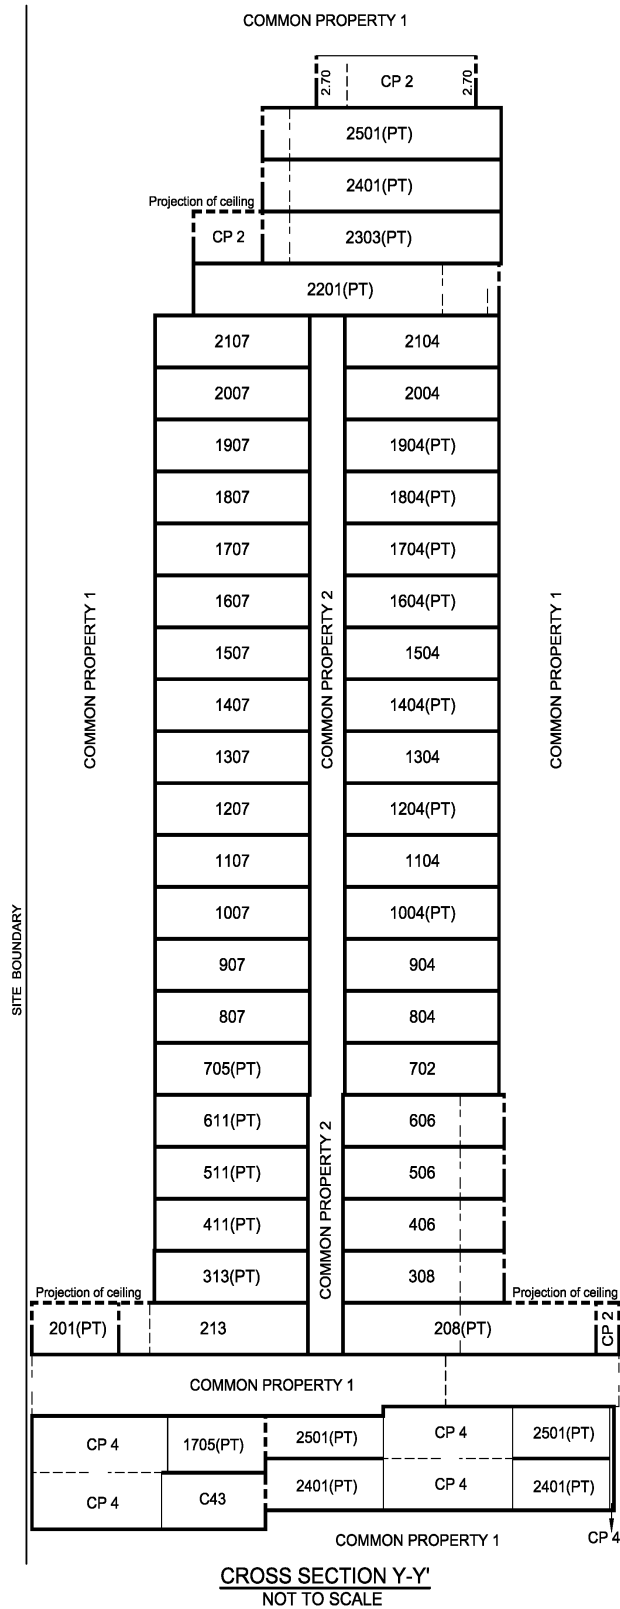 COMMON PROPERTY 1
2.70
CP 2
2.70
2501(PT)
2401(PT)
Projection of ceiling
CP 2
2303(PT)
2201(PT)
2107
2104
2007
2004
1907
1904(PT)
1807
1804(PT)
1707
1704(PT)
1607
1604(PT)
COMMON PROPERTY 1
COMMON PROPERTY 2
COMMON PROPERTY 1
1507
1504
1407
1404(PT)
1307
1304
1207
1204(PT)
1107
1104
1007
1004(PT)
SITE BOUNDARY
907
904
807
804
705(PT)
702
611(PT)
606
COMMON PROPERTY 2
511(PT)
506
411(PT)
406
313(PT)
308
Projection of ceiling
Projection of ceiling
201(PT)
213
208(PT)
CP 2
COMMON PROPERTY 1
CP 4
1705(PT)
2501(PT)
CP 4
2501(PT)
CP 4
C43
2401(PT)
CP 4
2401(PT)
COMMON PROPERTY 1
CP 4
CROSS SECTION Y-Y'
NOT TO SCALE